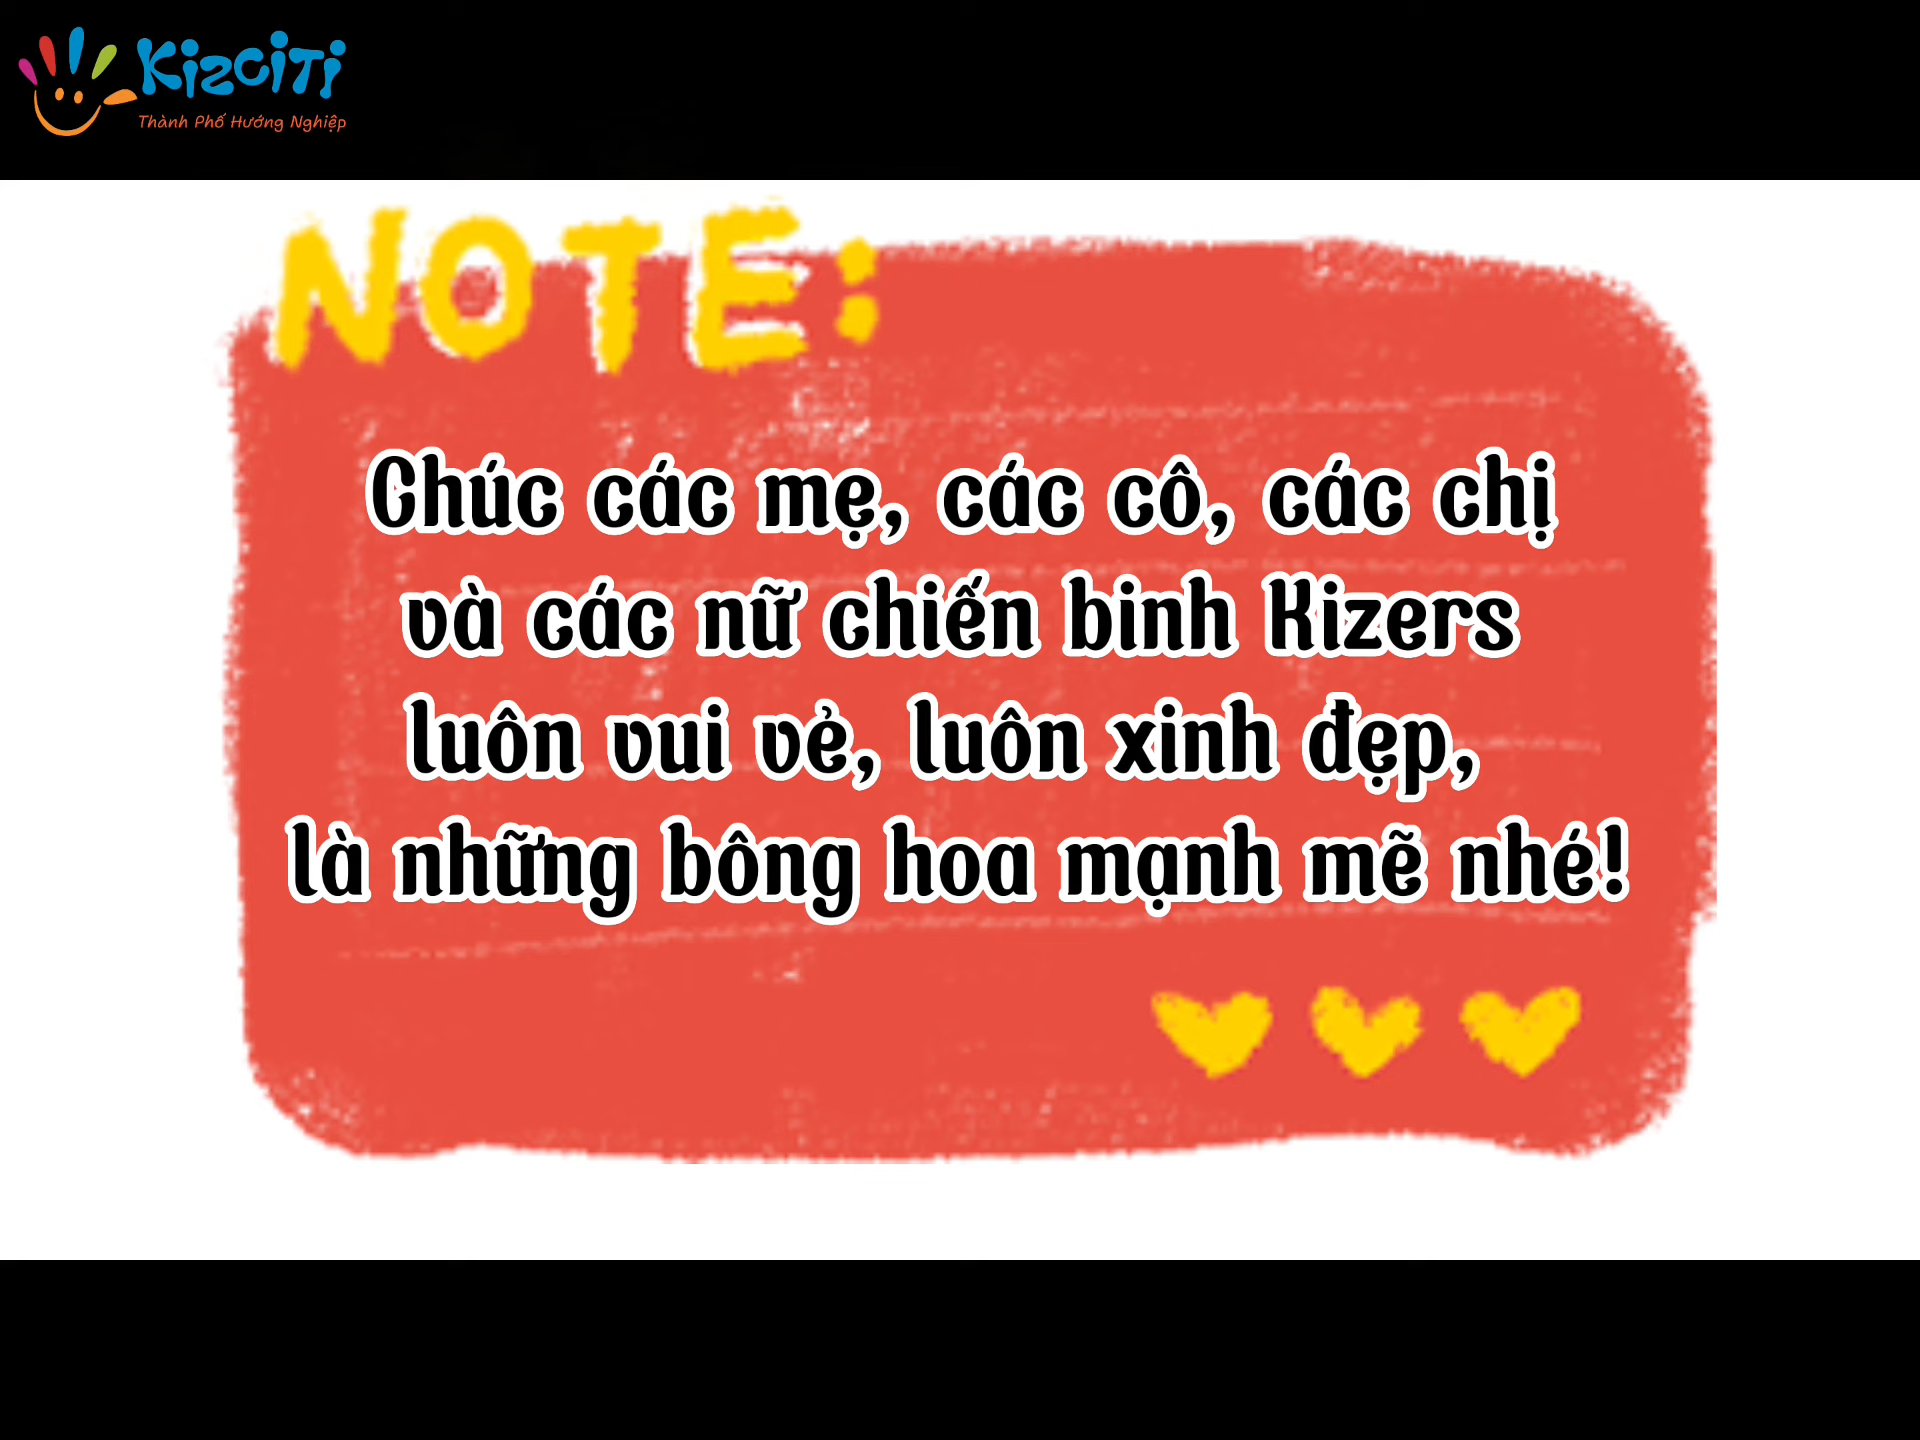 KizCiTi
Thành Phố Hướng Nghiệp
NOTE:
Chúc các mẹ, các cô, các chị
và các nữ chiến binh Kizers
luôn vui vẻ, luôn xinh đẹp,
là những bông hoa mạnh mẽ nhé!